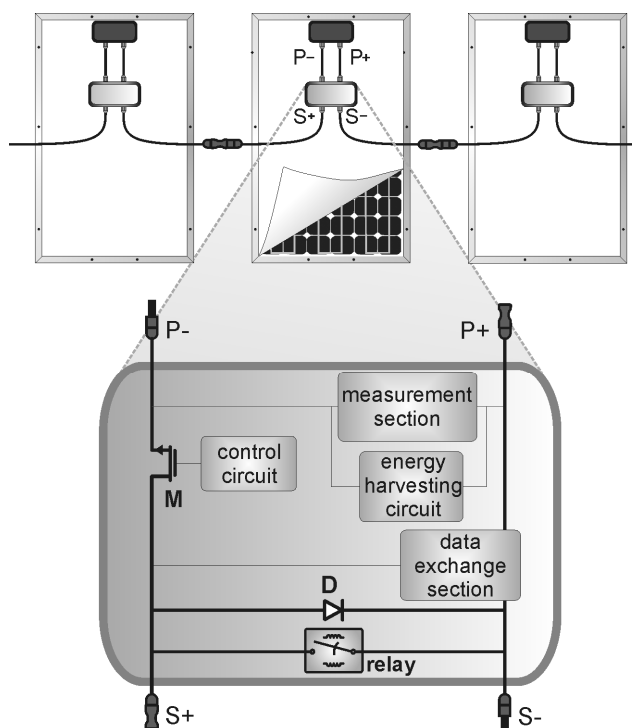 P− P+
S+ S−
P- P+
measurement
section
control
circuit
M
energy
harvesting
circuit
data
exchange
section
D
relay
S+ S-